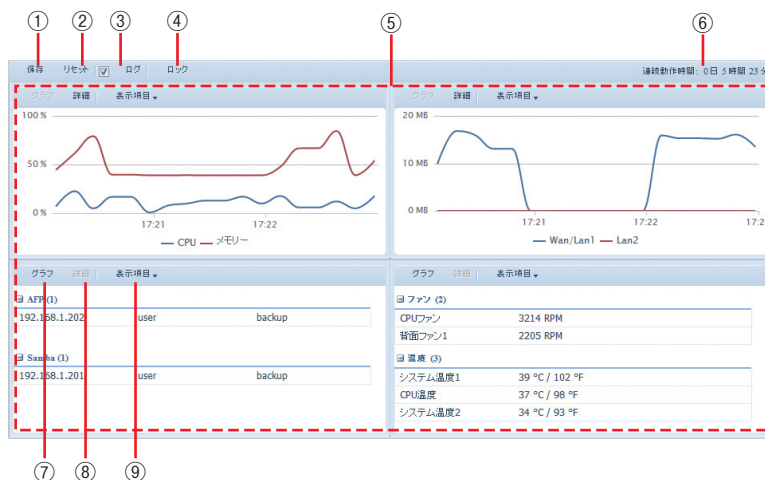 ① ② ③ ④ ⑤ ⑥
保存 リセット ログ ロック 連続動作時間: 0日 5時間 23分
グラフ 詳細 表示項目
100 %
50 %
0 %
17:21 17:22
CPU メモリー
グラフ 詳細 表示項目
20 MB
10 MB
0 MB
17:21 17:22 17:2
Wan/Lan1 Lan2
グラフ 詳細 表示項目
AFP (1)
192.168.1.202 user backup
Samba (1)
192.168.1.201 user backup
グラフ 詳細 表示項目
ファン (2)
CPUファン 3214 RPM
背面ファン1 2205 RPM
温度 (3)
システム温度1 39 °C / 102 °F
CPU温度 37 °C / 98 °F
システム温度2 34 °C / 93 °F
⑦ ⑧ ⑨